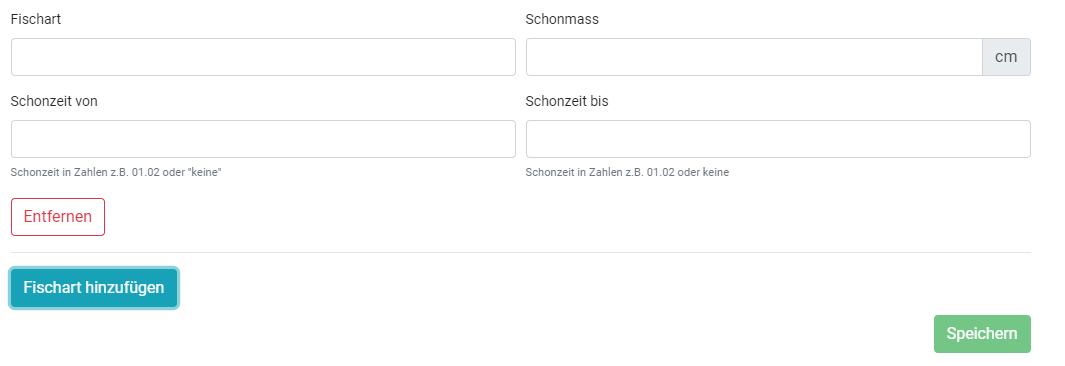 Fischart
Schonmass
cm
Schonzeit von
Schonzeit bis
Schonzeit in Zahlen z.B. 01.02 oder "keine"
Schonzeit in Zahlen z.B. 01.02 oder keine
Entfernen
Fischart hinzufügen
Speichern